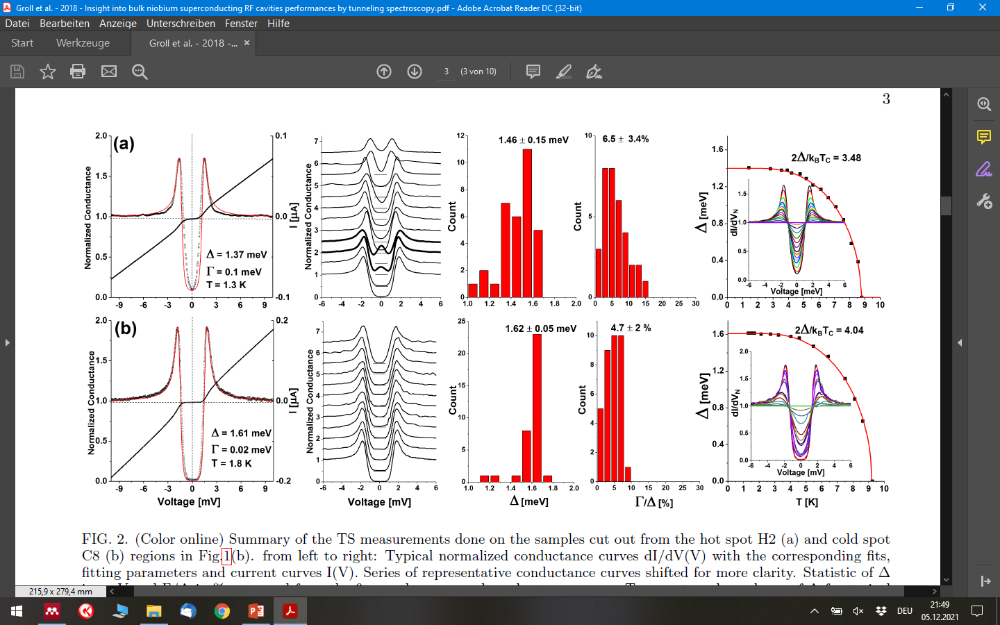 Groll et al. - 2018 - Insight into bulk niobium superconducting RF cavities performances by tunneling spectroscopy.pdf - Adobe Acrobat Reader DC (32-bit)
Datei Bearbeiten Anzeige Unterschreiben Fenster Hilfe
Start Werkzeuge Groll et al. - 2018 -... ×
3 (3 von 10)
3
(a)
Normalized Conductance
2.0
1.5
1.0
0.5
0.0
-9 -6 -3 0 3 6 9
0.1
0.0
-0.1
I [µA]
Δ = 1.37 meV
Γ = 0.1 meV
T = 1.3 K
Normalized Conductance
7
6
5
4
3
2
1
0
-6 -4 -2 0 2 4 6
Count
12
10
8
6
4
2
0
1.46 ± 0.15 meV
1.0 1.2 1.4 1.6 1.8 2.0
Count
10
5
0
6.5 ± 3.4%
0 5 10 15 20 25 30
Δ [meV]
1.6
1.2
0.8
0.4
0.0
2Δ/kBTC = 3.48
dI/dVN
1.5
1.0
0.5
0.0
-6 -4 -2 0 2 4 6
Voltage [meV]
0 1 2 3 4 5 6 7 8 9 10
(b)
Normalized Conductance
2.0
1.5
1.0
0.5
0.0
-9 -6 -3 0 3 6 9
Voltage [mV]
0.2
0.0
-0.2
I [µA]
Δ = 1.61 meV
Γ = 0.02 meV
T = 1.8 K
Normalized Conductance
7
6
5
4
3
2
1
0
-6 -4 -2 0 2 4 6
Voltage [mV]
Count
25
20
15
10
5
0
1.62 ± 0.05 meV
1.0 1.2 1.4 1.6 1.8 2.0
Δ [meV]
Count
10
8
6
4
2
0
4.7 ± 2 %
0 5 10 15 20 25 30
Γ/Δ [%]
Δ [meV]
1.6
1.2
0.8
0.4
0.0
2Δ/kBTC = 4.04
dI/dVN
2.0
1.5
1.0
0.5
0.0
-6 -4 -2 0 2 4 6
Voltage [meV]
0 1 2 3 4 5 6 7 8 9 10
T [K]
FIG. 2. (Color online) Summary of the TS measurements done on the samples cut out from the hot spot H2 (a) and cold spot
C8 (b) regions in Fig.1(b). from left to right: Typical normalized conductance curves dI/dV(V) with the corresponding fits,
fitting parameters and current curves I(V). Series of representative conductance curves shifted for more clarity. Statistic of Δ
215,9 x 279,4 mm
DEU
21:49
05.12.2021